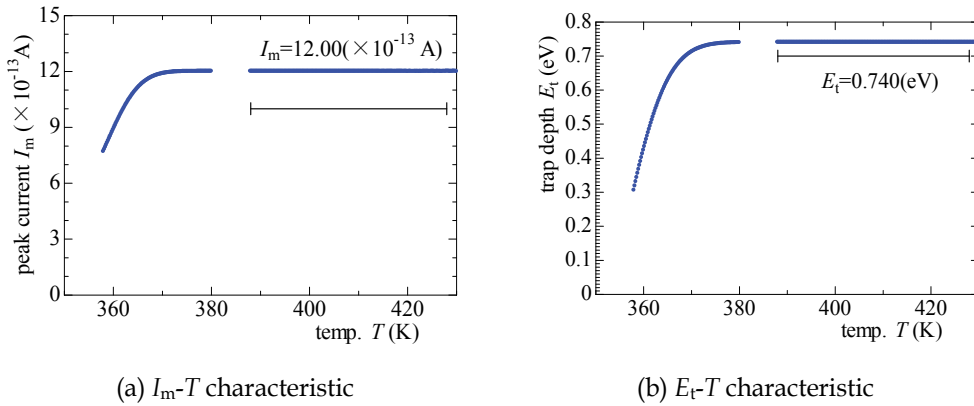 15
12
9
6
3
0
peak current Im (×10⁻¹³ A)
Im=12.00(×10⁻¹³ A)
360 380 400 420
temp. T (K)
(a) Im-T characteristic
0.8
0.7
0.6
0.5
0.4
0.3
0.2
0.1
0
trap depth Et (eV)
Et=0.740(eV)
360 380 400 420
temp. T (K)
(b) Et-T characteristic